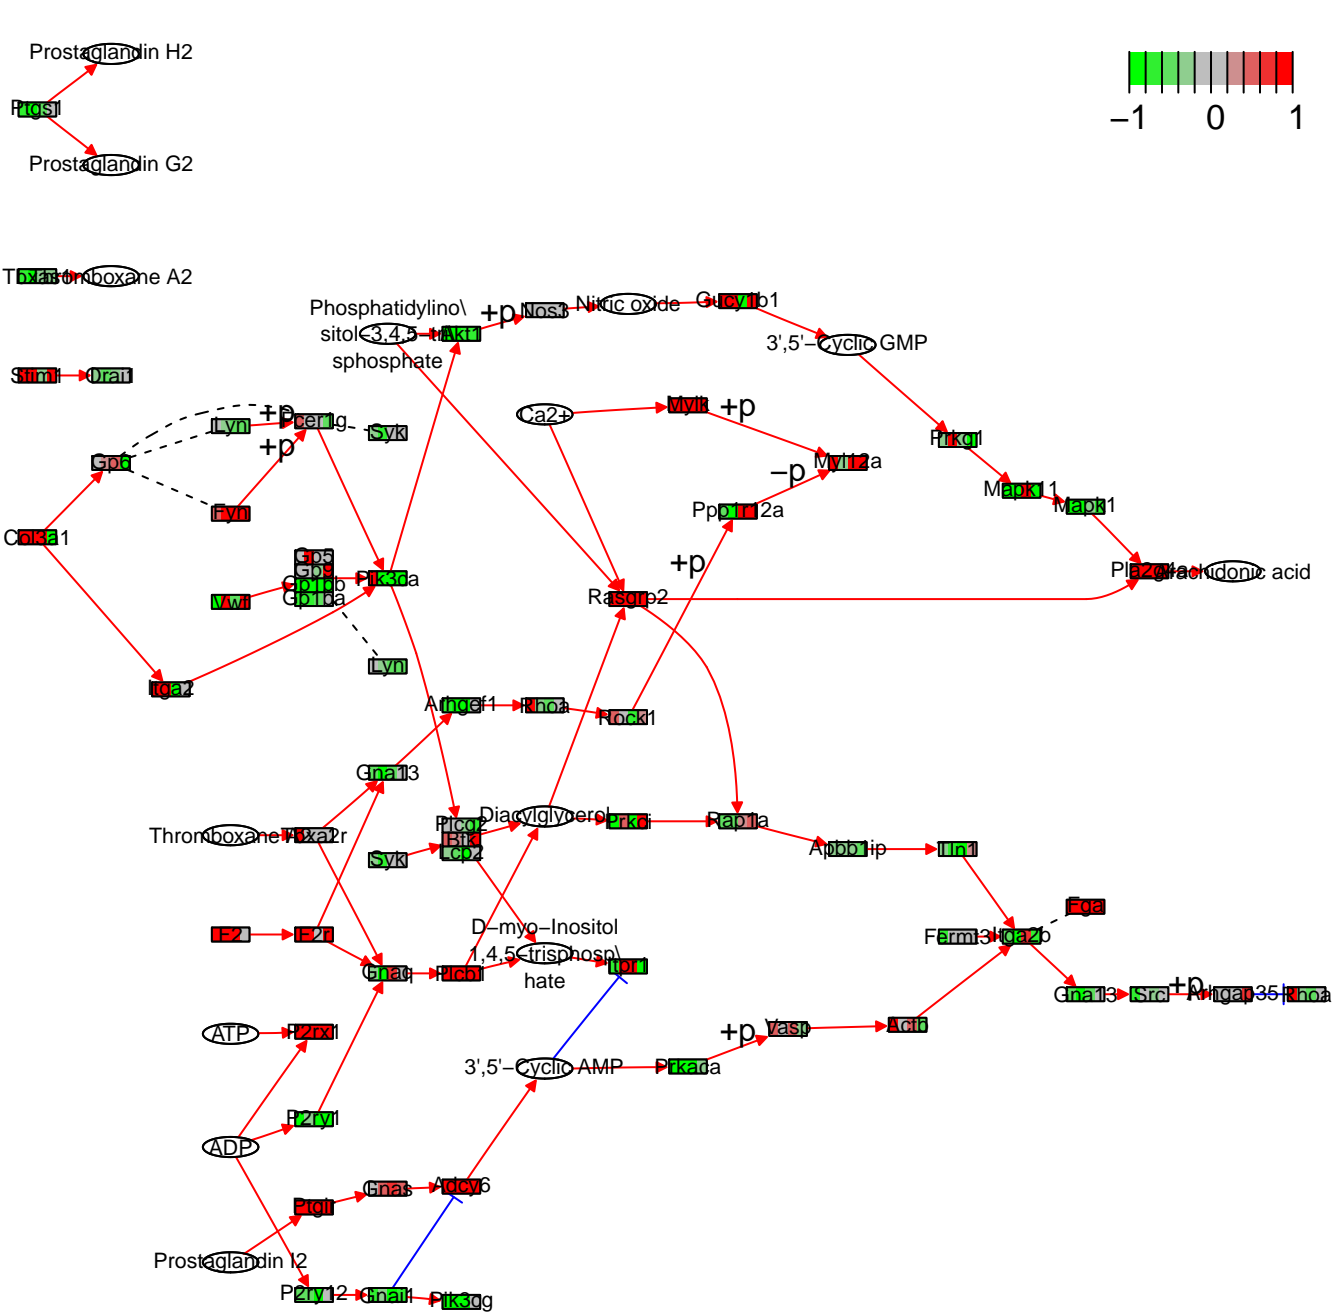 Prostaglandin H2
Ptgs1
−1
0
1
Prostaglandin G2
Thromboxane A2
Phosphatidylino\
sitol−3,4,5−tri\
sphosphate
Akt1
+p
Nos3
Nitric oxide
Gucy1b1
3',5'−Cyclic GMP
Stim1
Orai1
Lyn
+p
Fcer1g
+p
Syk
Ca2+
Mylk
+p
Prkg1
Gp6
Myl12a
−p
Mapk11
Mapk1
Fyn
Ppp1r12a
Col3a1
+p
Gp5
Gp9
Gp1bb
Gp1ba
Pik3ca
Pla2g4a
Arachidonic acid
Vwf
Rasgrp2
Lyn
Itga2
Arhgef1
Rhoa
Rock1
Gna13
Thromboxane A2
Tbxa2r
Plcg2
Btk
Lcp2
Diacylglycerol
Prkci
Rap1a
Syk
Apbb1ip
Tln1
Fga
F2
F2r
D−myo−Inositol
1,4,5−trisphosp\
hate
Fermt3
Itga2b
Gnaq
Plcb1
Itpr1
Gna13
Src
+p
Arhgap35
Rhoa
ATP
P2rx1
+p
Vasp
Actb
3',5'−Cyclic AMP
Prkaca
P2ry1
ADP
Gnas
Adcy6
Ptgir
Prostaglandin I2
P2ry12
Gnai1
Pik3cg